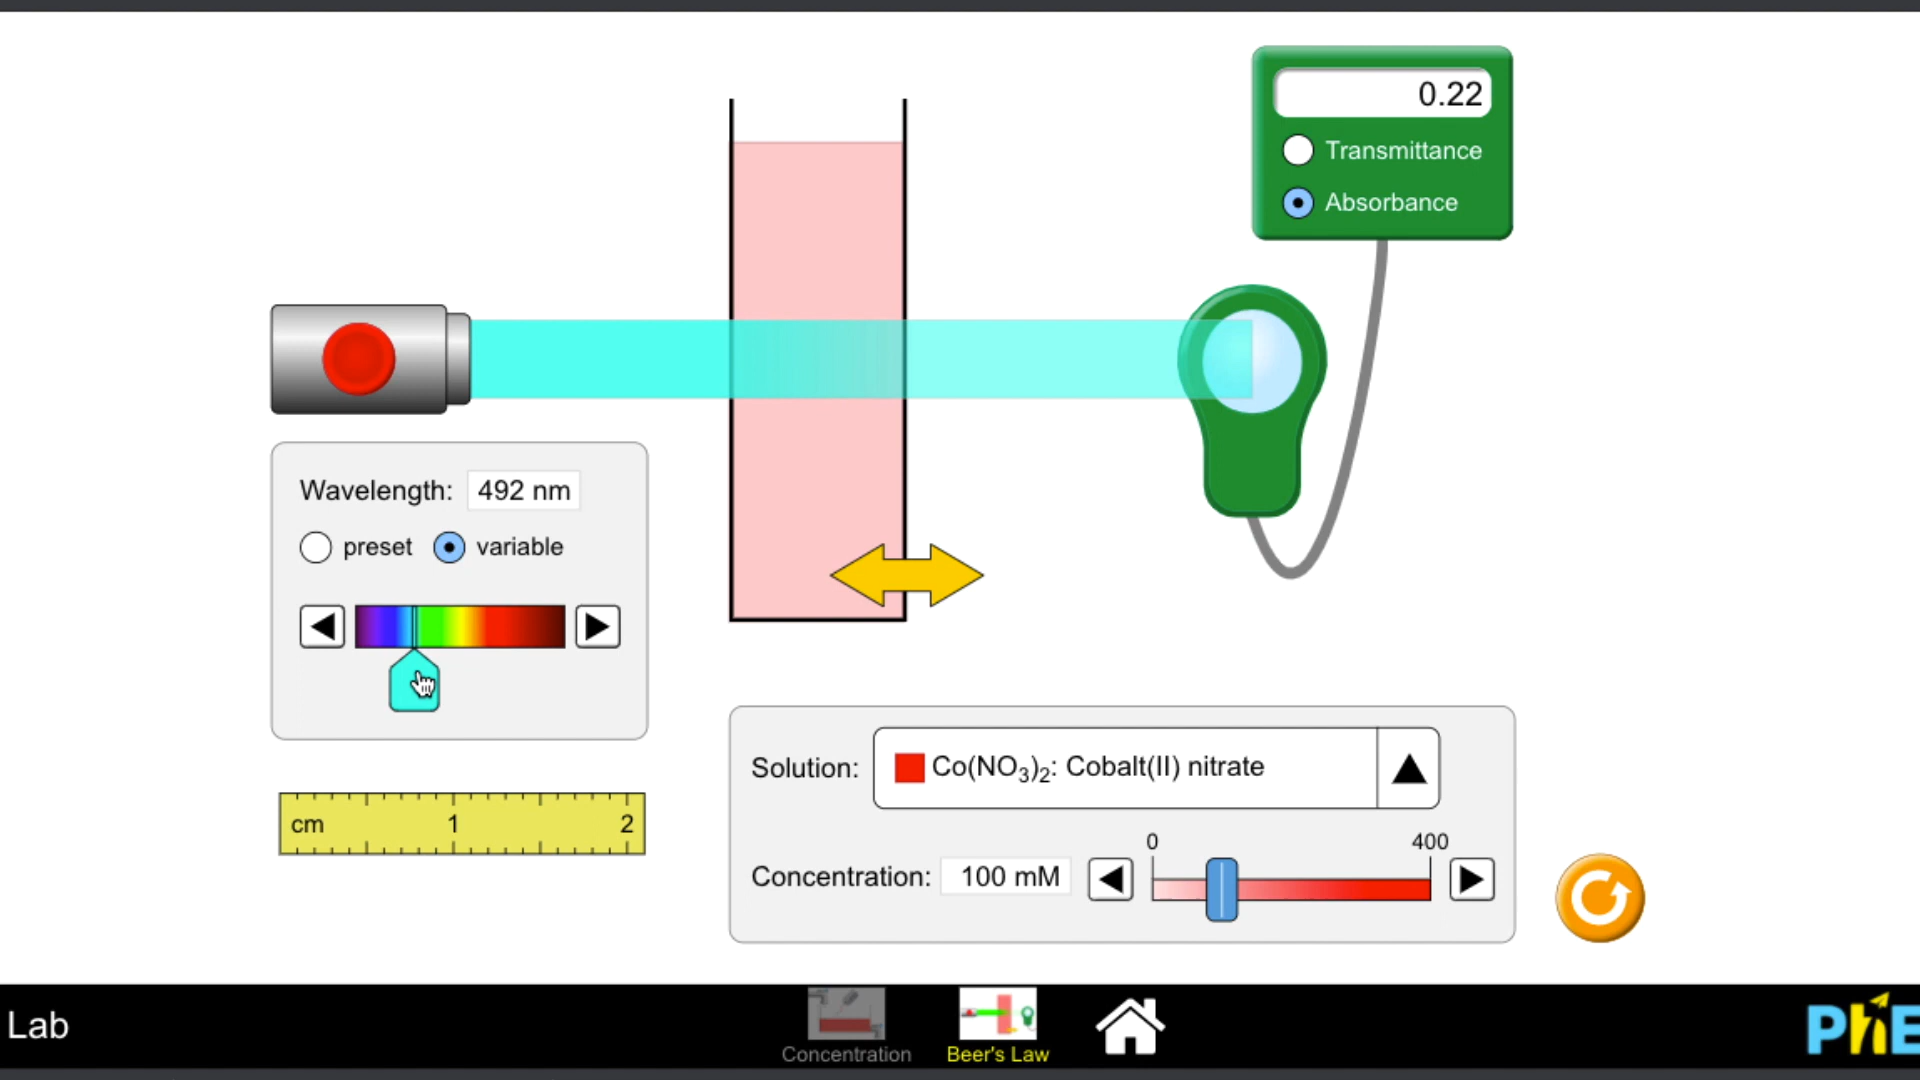 0.22
Transmittance
Absorbance
Wavelength: 492 nm
preset variable
cm 1 2
Solution: Co(NO₃)₂: Cobalt(II) nitrate
0 400
Concentration: 100 mM
Lab
Concentration
Beer's Law
PhE